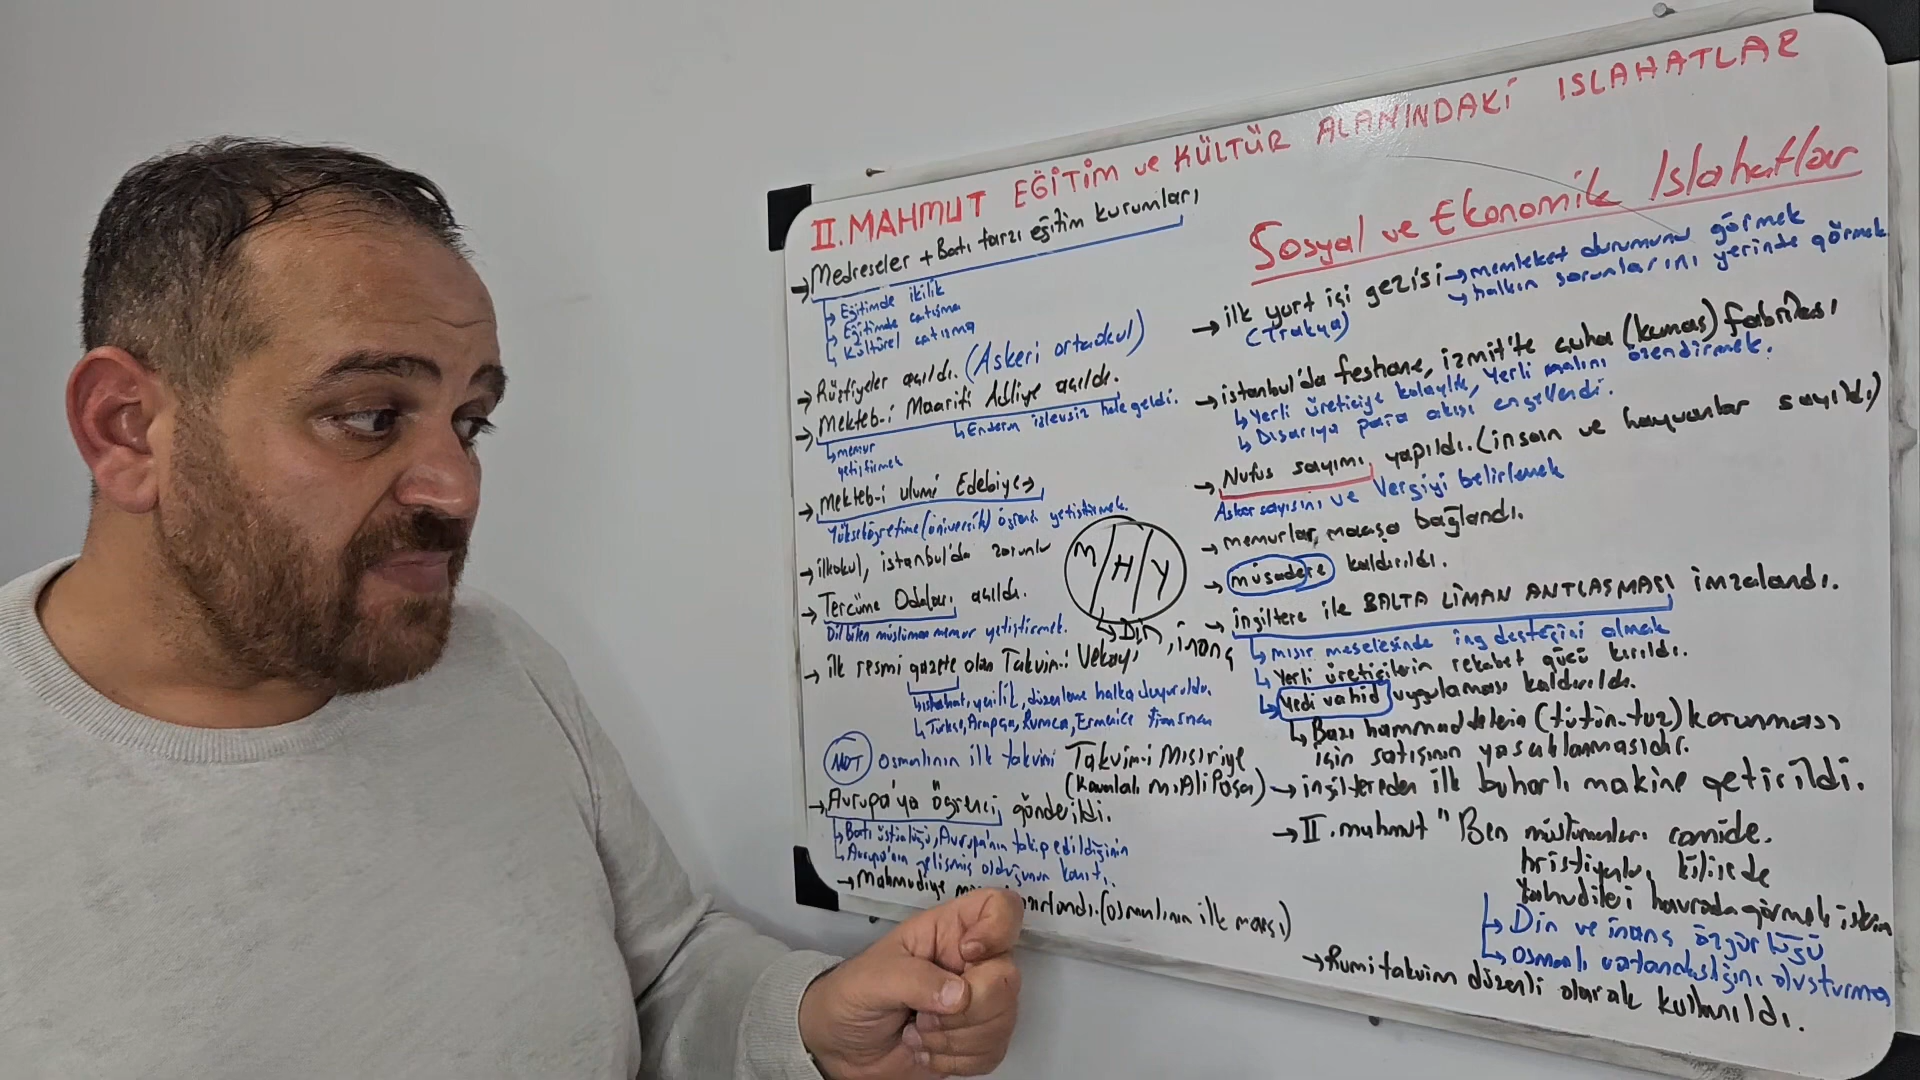 II. MAHMUT EĞİTİM ve KÜLTÜR ALANINDAKİ ISLAHATLAR
→ Medreseler + Batı tarzı eğitim kurumları
↳ Eğitimde ikilik
↳ Eğitimde çatışma
↳ Kültürel çatışma
→ Rüştiyeler açıldı. (Askeri ortaokul)
→ Mekteb-i Maarifi Adliye açıldı.
↳ Enderun işlevsiz hale geldi.
↳ memur
yetiştirmek
→ Mekteb-i ulumi Edebiye →
Yükseköğretime (üniversite) öğrenci yetiştirmek.
→ ilkokul, istanbul'da zorunlu
→ Tercüme Odaları açıldı.
Dil bilen müslüman memur yetiştirmek.
M / H / Y
↳ Din, inanç
→ ilk resmi gazete olan Takvim-i Vekayi
↳ ıslahat, yenilik, düzenleme halka duyuruldu.
↳ Türkçe, Arapça, Rumca, Ermenice Fransızca
NOT Osmanlının ilk takvimi Takvim-i Mısıriye
(Kavalalı M. Ali Paşa)
→ Avrupa'ya Öğrenci gönderildi.
↳ Batı üstünlüğü, Avrupa'nın takip edildiğinin
↳ Avrupa'nın gelişmiş olduğunun kanıtı.
→ Mahmudiye (Osmanlının ilk marşı)
Sosyal ve Ekonomik Islahatlar
→ ilk yurt içi gezisi → memleket durumunu görmek
(Trakya) ↳ halkın sorunlarını yerinde görmek
→ istanbul'da feshane, izmit'te çuha (kumaş) fabrikası
↳ Yerli üreticiye kolaylık, Yerli malını özendirmek.
↳ Dışarıya para akışı engellendi.
→ Nufus sayımı yapıldı. (insan ve hayvanlar sayıldı)
Asker sayısını ve Vergiyi belirlemek
→ memurlar, maaşa bağlandı.
→ müsadere kaldırıldı.
→ ingiltere ile BALTA LİMAN ANTLAŞMASI imzalandı.
↳ mısır meselesinde ing desteğini almak
↳ Yerli üreticilerin rekabet gücü kırıldı.
↳ Yedi vahid uygulaması kaldırıldı.
↳ Bazı hammaddelerin (tütün-tuz) korunması
için satışının yasaklanmasıdır.
→ ingiltereden ilk buharlı makine getirildi.
→ II. mahmut "Ben müslümanları camide.
hristiyanları kilisede
Yahudileri havrada görmek isterim
↳ Din ve inanç özgürlüğü
↳ Osmanlı vatandaşlığını oluşturma
→ Rumi takvim düzenli olarak kullanıldı.